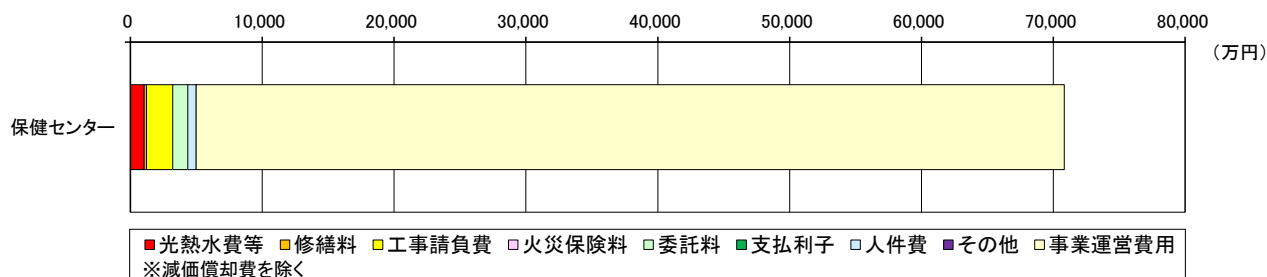 0 10,000 20,000 30,000 40,000 50,000 60,000 70,000 80,000
（万円）
保健センター
■光熱水費等 ■修繕料 ■工事請負費 ■火災保険料 ■委託料 ■支払利子 ■人件費 ■その他 ■事業運営費用
※減価償却費を除く